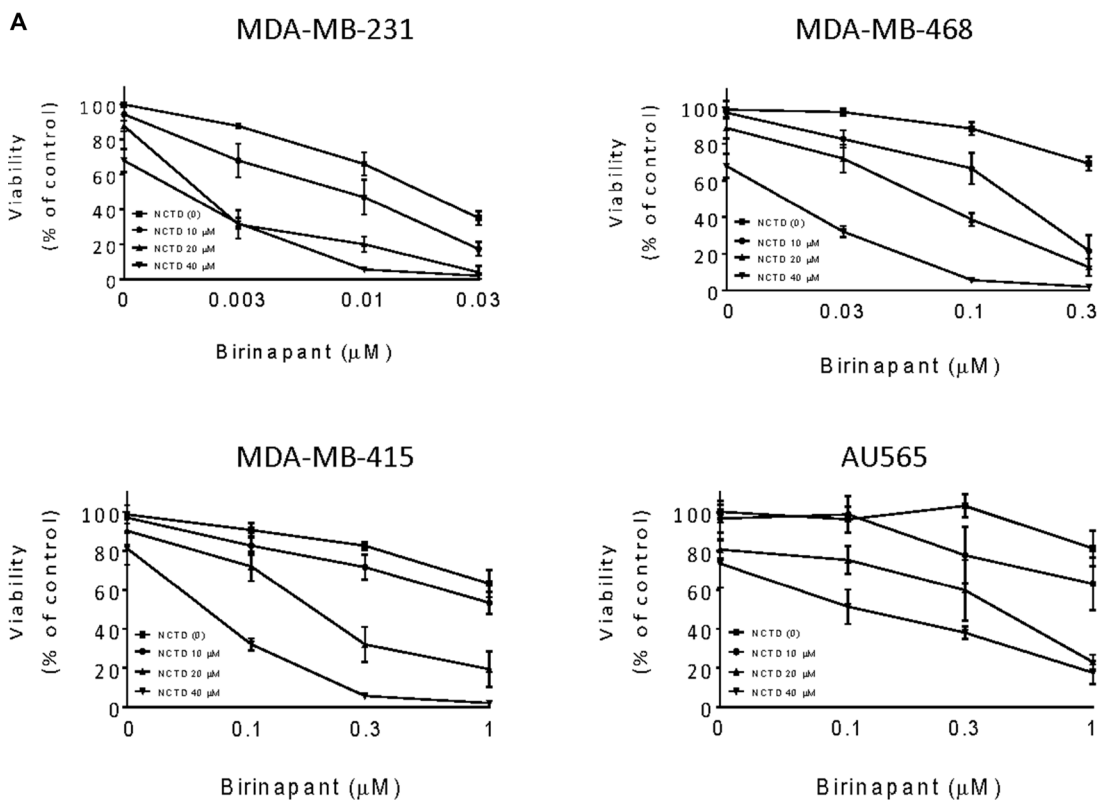 A
MDA-MB-231
Viability
(% of control)
100
80
60
40
20
0
NCTD (0)
NCTD 10 μM
NCTD 20 μM
NCTD 40 μM
0 0.003 0.01 0.03
Birinapant (μM)
MDA-MB-468
Viability
(% of control)
100
80
60
40
20
0
NCTD (0)
NCTD 10 μM
NCTD 20 μM
NCTD 40 μM
0 0.03 0.1 0.3
Birinapant (μM)
MDA-MB-415
Viability
(% of control)
100
80
60
40
20
0
NCTD (0)
NCTD 10 μM
NCTD 20 μM
NCTD 40 μM
0 0.1 0.3 1
Birinapant (μM)
AU565
Viability
(% of control)
100
80
60
40
20
0
NCTD (0)
NCTD 10 μM
NCTD 20 μM
NCTD 40 μM
0 0.1 0.3 1
Birinapant (μM)